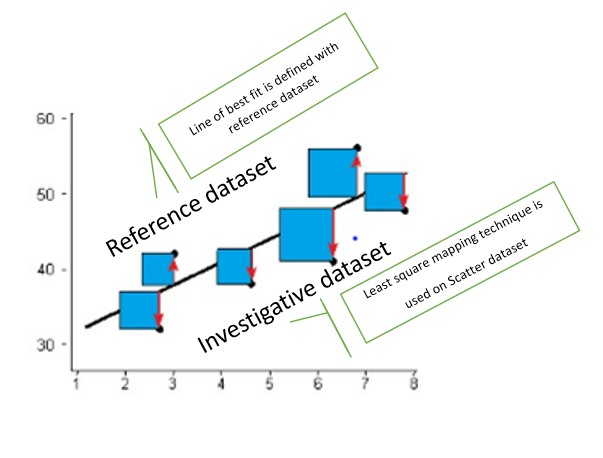 Line of best fit is defined with
reference dataset
Reference dataset
Least square mapping technique is
used on Scatter dataset
Investigative dataset
60
50
40
30
1 2 3 4 5 6 7 8